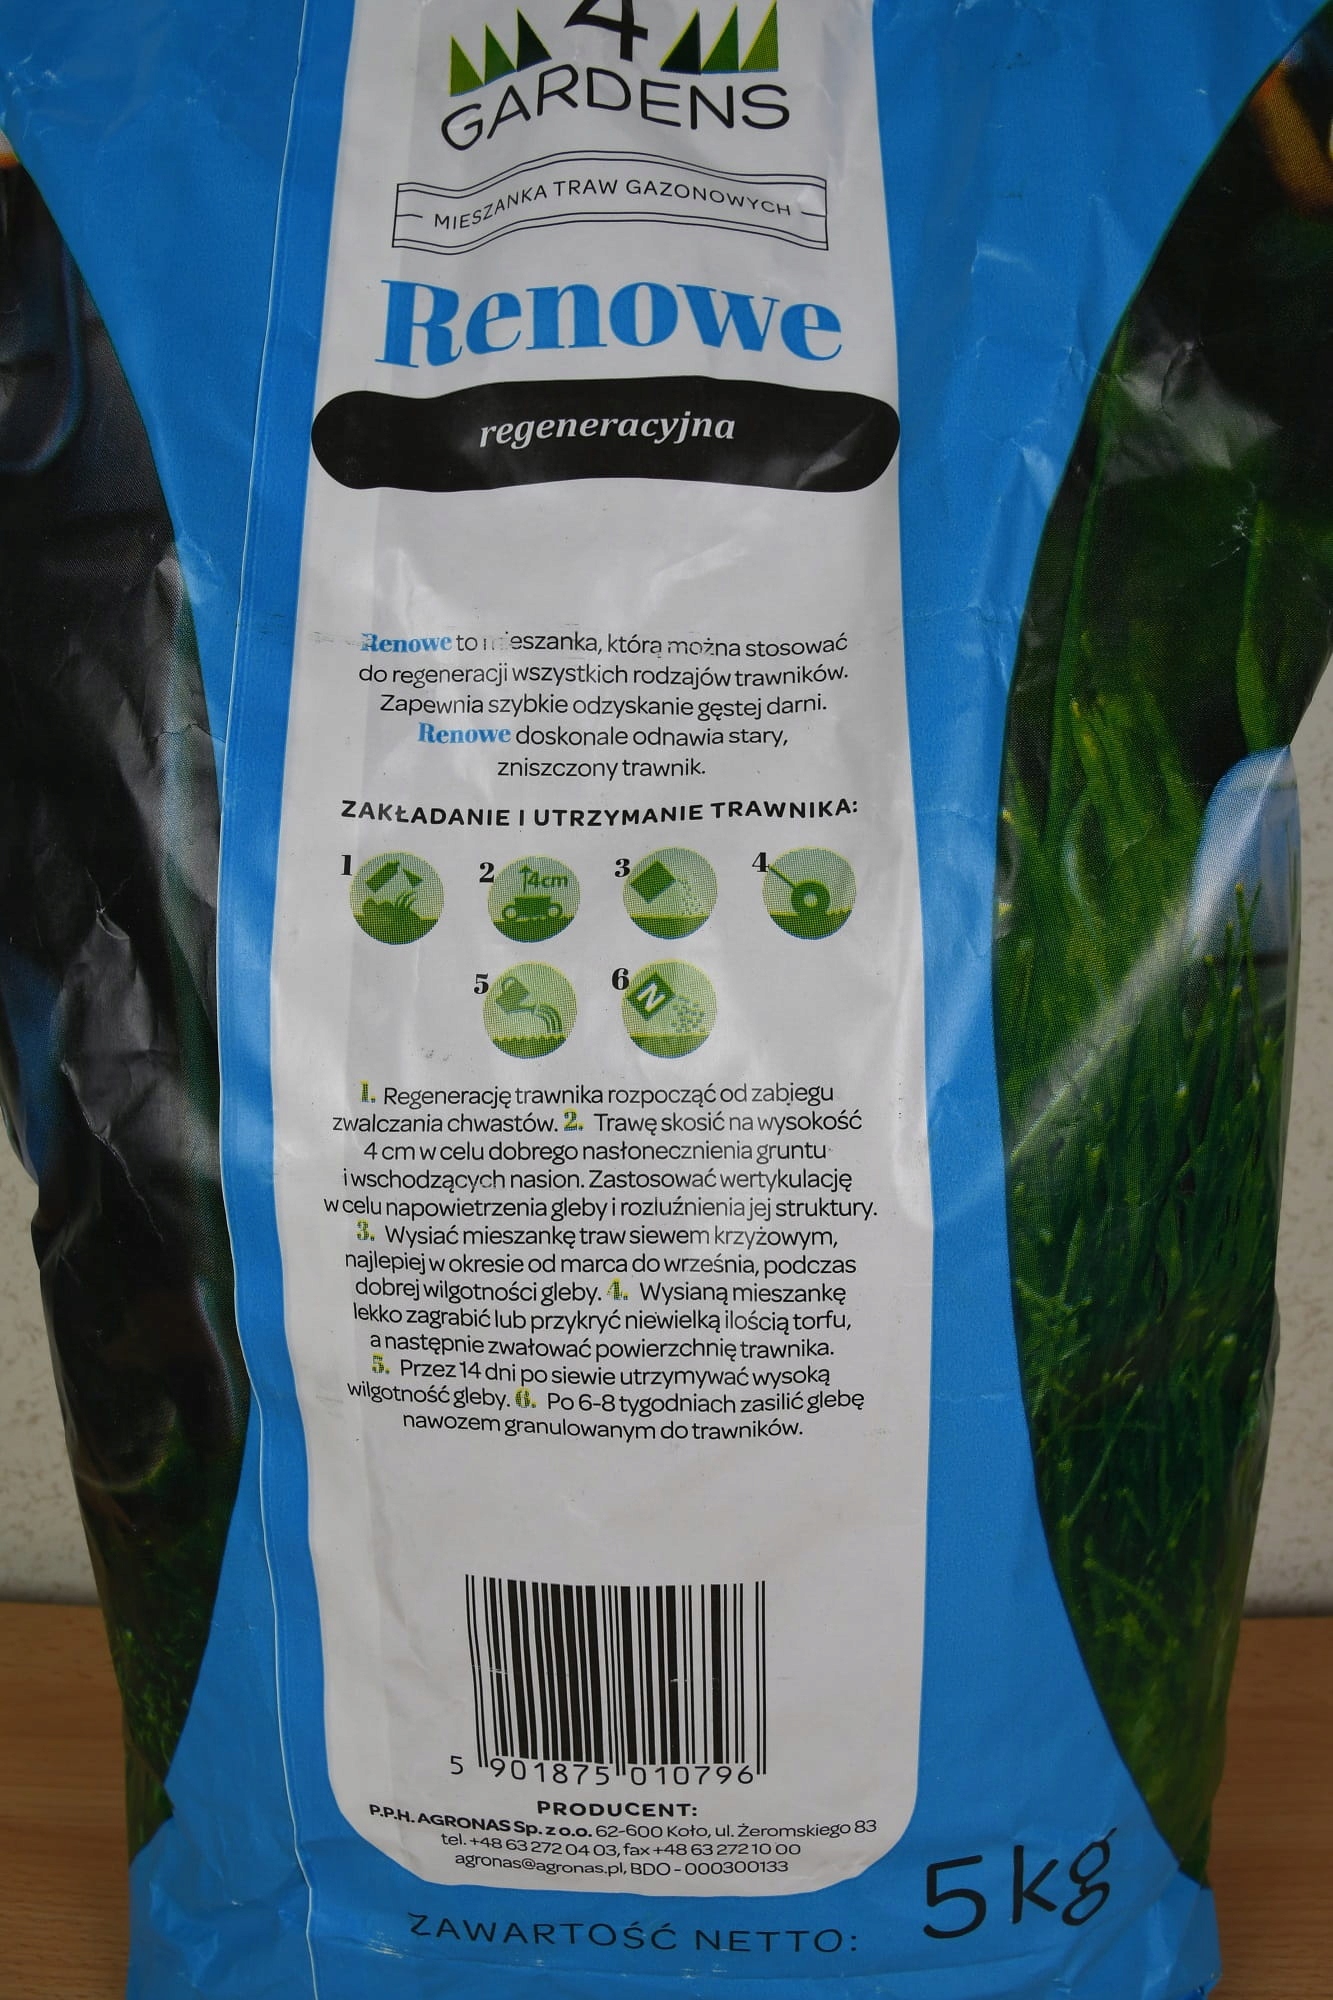 4
GARDENS
MIESZANKA TRAW GAZONOWYCH
Renowe
regeneracyjna
Renowe to mieszanka, którą można stosować
do regeneracji wszystkich rodzajów trawników.
Zapewnia szybkie odzyskanie gęstej darni.
Renowe doskonale odnawia stary,
zniszczony trawnik.
ZAKŁADANIE I UTRZYMANIE TRAWNIKA:
1 2 4cm 3 4
5 6 N
1. Regenerację trawnika rozpocząć od zabiegu
zwalczania chwastów. 2. Trawę skosić na wysokość
4 cm w celu dobrego nasłonecznienia gruntu
i wschodzących nasion. Zastosować wertykulację
w celu napowietrzenia gleby i rozluźnienia jej struktury.
3. Wysiać mieszankę traw siewem krzyżowym,
najlepiej w okresie od marca do września, podczas
dobrej wilgotności gleby. 4. Wysianą mieszankę
lekko zagrabić lub przykryć niewielką ilością torfu,
a następnie zwałować powierzchnię trawnika.
5. Przez 14 dni po siewie utrzymywać wysoką
wilgotność gleby. 6. Po 6-8 tygodniach zasilić glebę
nawozem granulowanym do trawników.
5 901875 010796
PRODUCENT:
P.P.H. AGRONAS Sp. z o.o. 62-600 Koło, ul. Żeromskiego 83
tel. +48 63 272 04 03, fax +48 63 272 10 00
agronas@agronas.pl, BDO - 000300133
ZAWARTOŚĆ NETTO: 5 kg